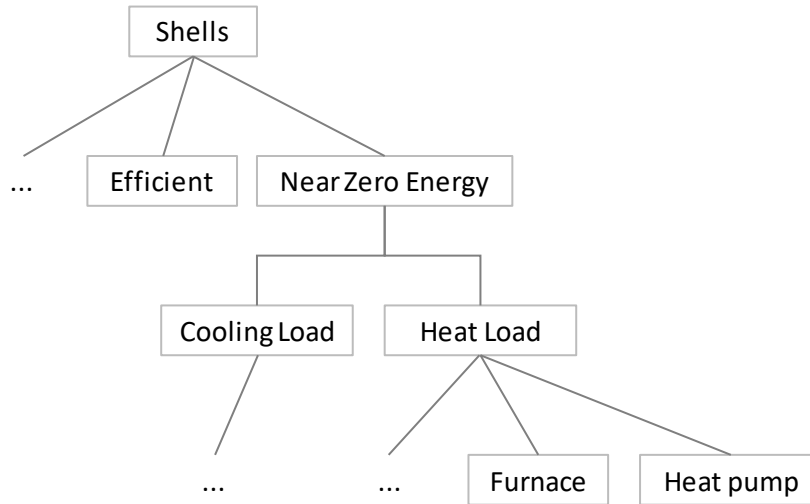 Shells
...
Efficient
Near Zero Energy
Cooling Load
Heat Load
...
...
Furnace
Heat pump